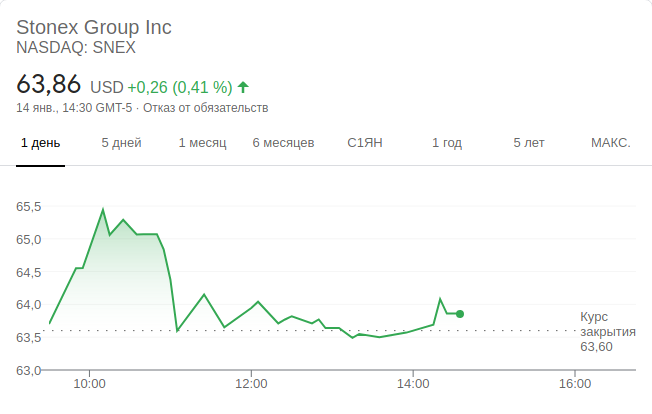 Stonex Group Inc
NASDAQ: SNEX
63,86 USD +0,26 (0,41 %)
14 янв., 14:30 GMT-5 · Отказ от обязательств
1 день 5 дней 1 месяц 6 месяцев С1ЯН 1 год 5 лет МАКС.
65,5
65,0
64,5
64,0
63,5
63,0
Курс
закрытия
63,60
10:00 12:00 14:00 16:00